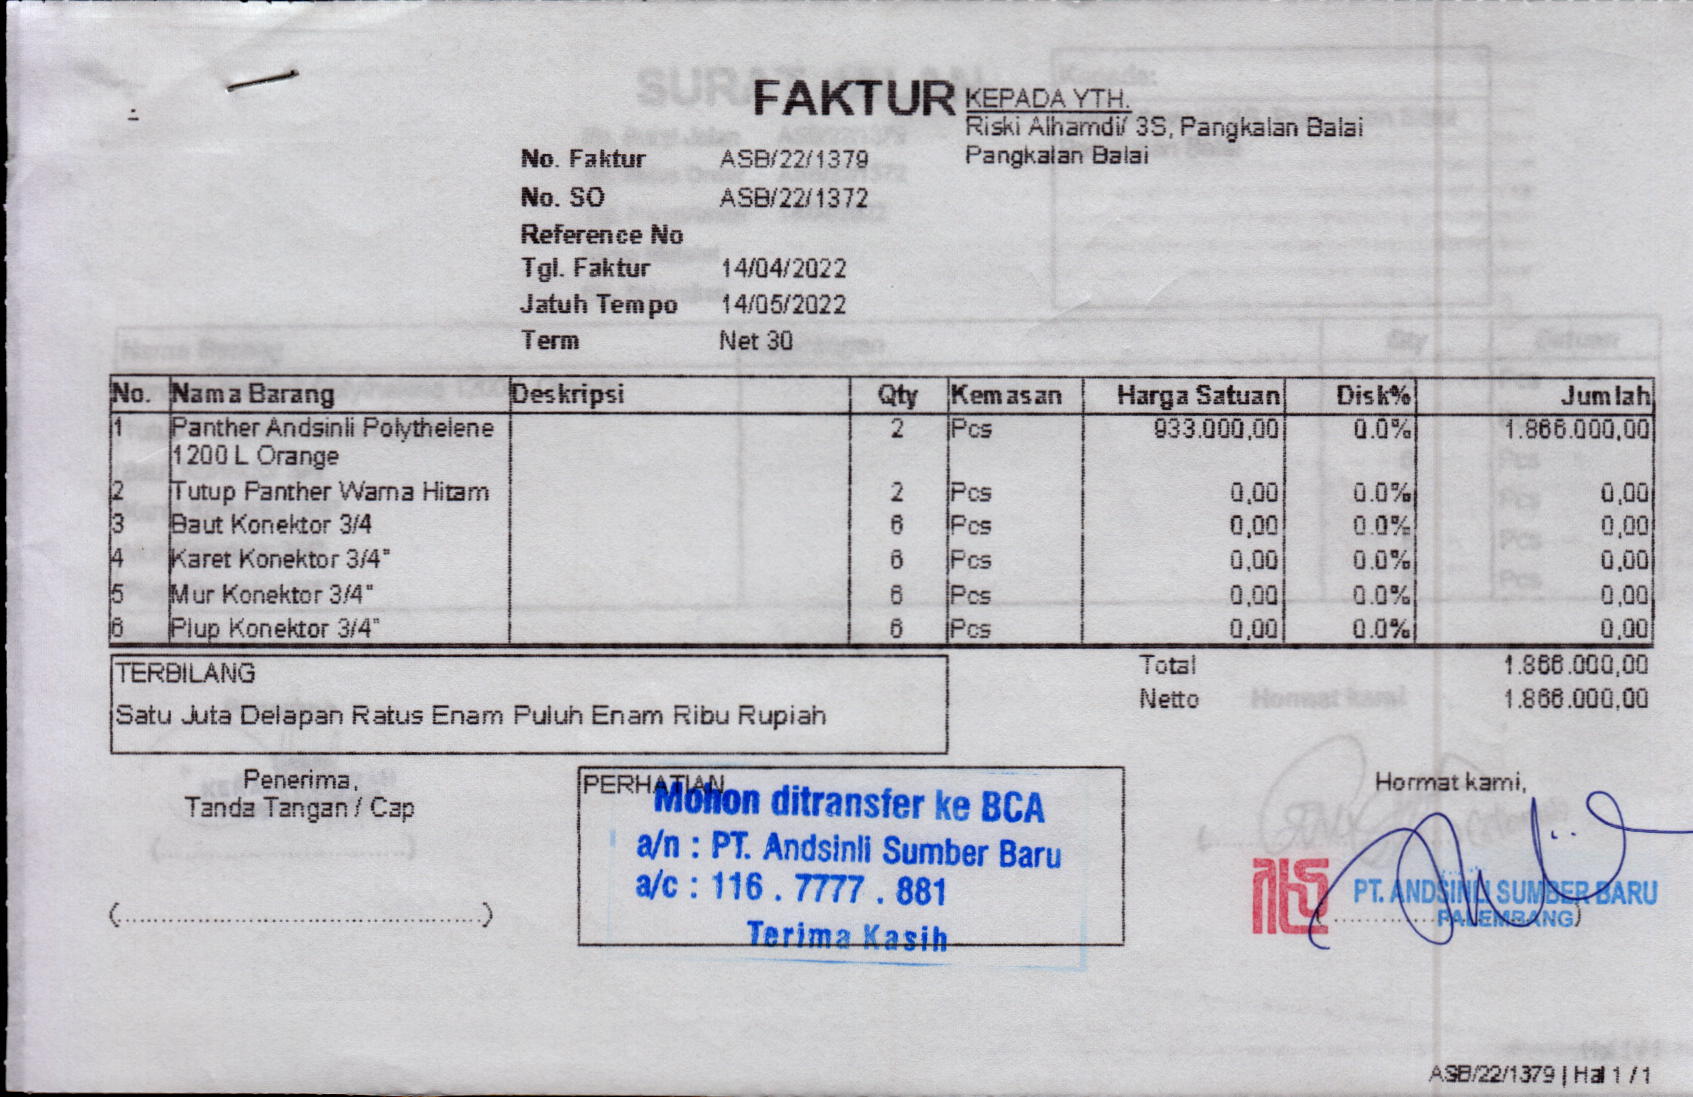 FAKTUR
KEPADA YTH.
Riski Alhamdi/ 3S, Pangkalan Balai
Pangkalan Balai
No. Faktur ASB/22/1379
No. SO ASB/22/1372
Reference No
Tgl. Faktur 14/04/2022
Jatuh Tempo 14/05/2022
Term Net 30
No. Nama Barang Deskripsi Qty Kemasan Harga Satuan Disk% Jumlah
1 Panther Andsinli Polythelene 2 Pcs 933.000,00 0.0% 1.866.000,00
1200 L Orange
2 Tutup Panther Warna Hitam 2 Pcs 0,00 0.0% 0,00
3 Baut Konektor 3/4 6 Pcs 0,00 0.0% 0,00
4 Karet Konektor 3/4" 6 Pcs 0,00 0.0% 0,00
5 Mur Konektor 3/4" 6 Pcs 0,00 0.0% 0,00
6 Plup Konektor 3/4" 6 Pcs 0,00 0.0% 0,00
TERBILANG
Satu Juta Delapan Ratus Enam Puluh Enam Ribu Rupiah
Total 1.866.000,00
Netto 1.866.000,00
Penerima,
Tanda Tangan / Cap
(................................................)
PERHATIAN
Mohon ditransfer ke BCA
a/n : PT. Andsinli Sumber Baru
a/c : 116 . 7777 . 881
Terima Kasih
Hormat kami,
PT. ANDSINLI SUMBER BARU
PALEMBANG
ASB/22/1379 | Hal 1 / 1